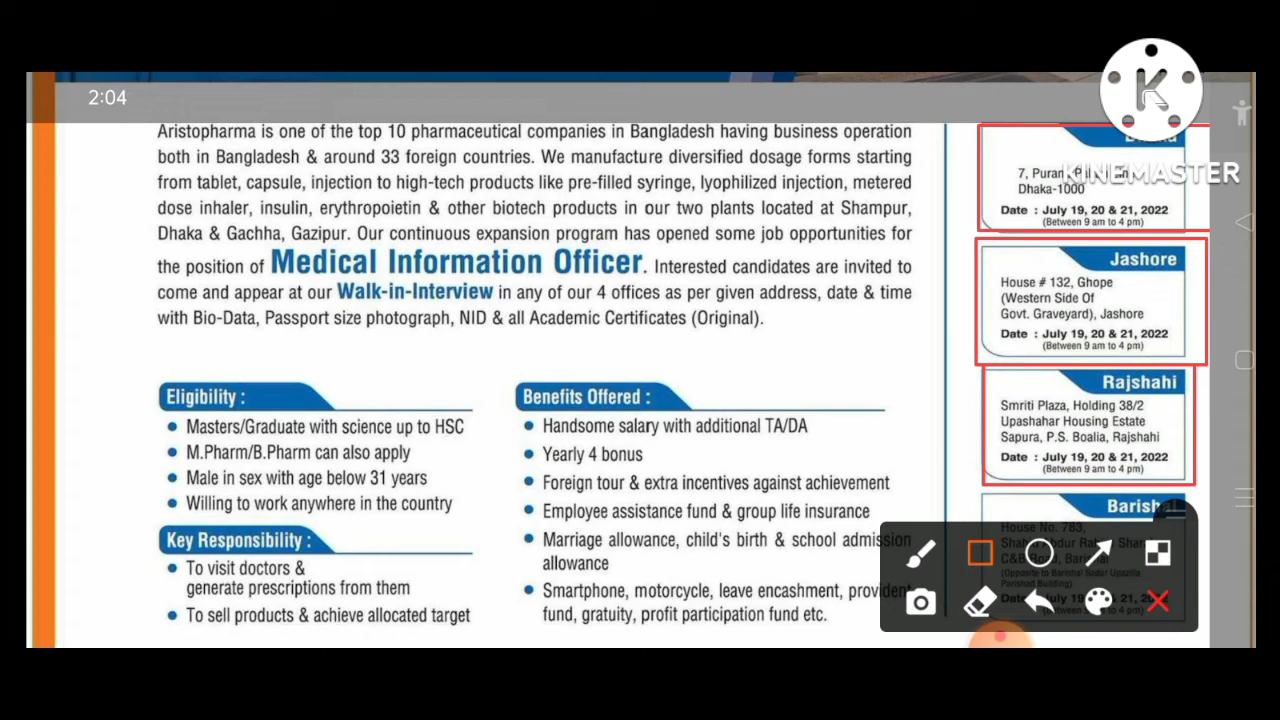 2:04
KINEMASTER
Aristopharma is one of the top 10 pharmaceutical companies in Bangladesh having business operation
both in Bangladesh & around 33 foreign countries. We manufacture diversified dosage forms starting
from tablet, capsule, injection to high-tech products like pre-filled syringe, lyophilized injection, metered
dose inhaler, insulin, erythropoietin & other biotech products in our two plants located at Shampur,
Dhaka & Gachha, Gazipur. Our continuous expansion program has opened some job opportunities for
the position of Medical Information Officer. Interested candidates are invited to
come and appear at our Walk-in-Interview in any of our 4 offices as per given address, date & time
with Bio-Data, Passport size photograph, NID & all Academic Certificates (Original).
Eligibility :
Masters/Graduate with science up to HSC
M.Pharm/B.Pharm can also apply
Male in sex with age below 31 years
Willing to work anywhere in the country
Key Responsibility :
To visit doctors &
generate prescriptions from them
To sell products & achieve allocated target
Benefits Offered :
Handsome salary with additional TA/DA
Yearly 4 bonus
Foreign tour & extra incentives against achievement
Employee assistance fund & group life insurance
Marriage allowance, child's birth & school admission
allowance
Smartphone, motorcycle, leave encashment, provident
fund, gratuity, profit participation fund etc.
7,
Dhaka-1000
Date : July 19, 20 & 21, 2022
(Between 9 am to 4 pm)
Jashore
House # 132, Ghope
(Western Side Of
Govt. Graveyard), Jashore
Date : July 19, 20 & 21, 2022
(Between 9 am to 4 pm)
Rajshahi
Smriti Plaza, Holding 38/2
Upashahar Housing Estate
Sapura, P.S. Boalia, Rajshahi
Date : July 19, 20 & 21, 2022
(Between 9 am to 4 pm)
Barishal
House No. 783,